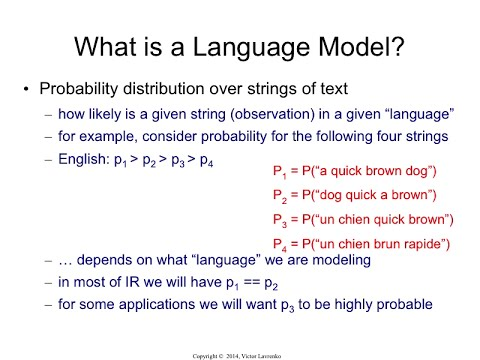 What is a Language Model?
• Probability distribution over strings of text
– how likely is a given string (observation) in a given “language”
– for example, consider probability for the following four strings
– English: p1 > p2 > p3 > p4
P1 = P(“a quick brown dog”)
P2 = P(“dog quick a brown”)
P3 = P(“un chien quick brown”)
P4 = P(“un chien brun rapide”)
– … depends on what “language” we are modeling
– in most of IR we will have p1 == p2
– for some applications we will want p3 to be highly probable
Copyright © 2014, Victor Lavrenko